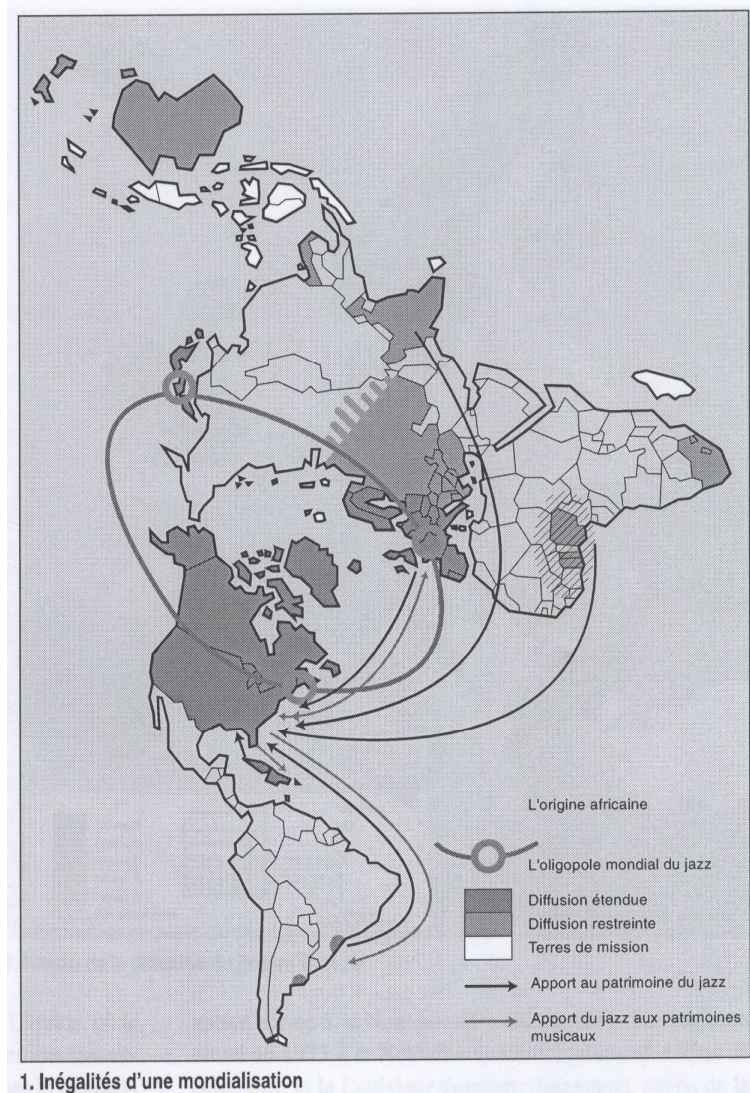 L'origine africaine
L'oligopole mondial du jazz
Diffusion étendue
Diffusion restreinte
Terres de mission
Apport au patrimoine du jazz
Apport du jazz aux patrimoines
musicaux
1. Inégalités d'une mondialisation